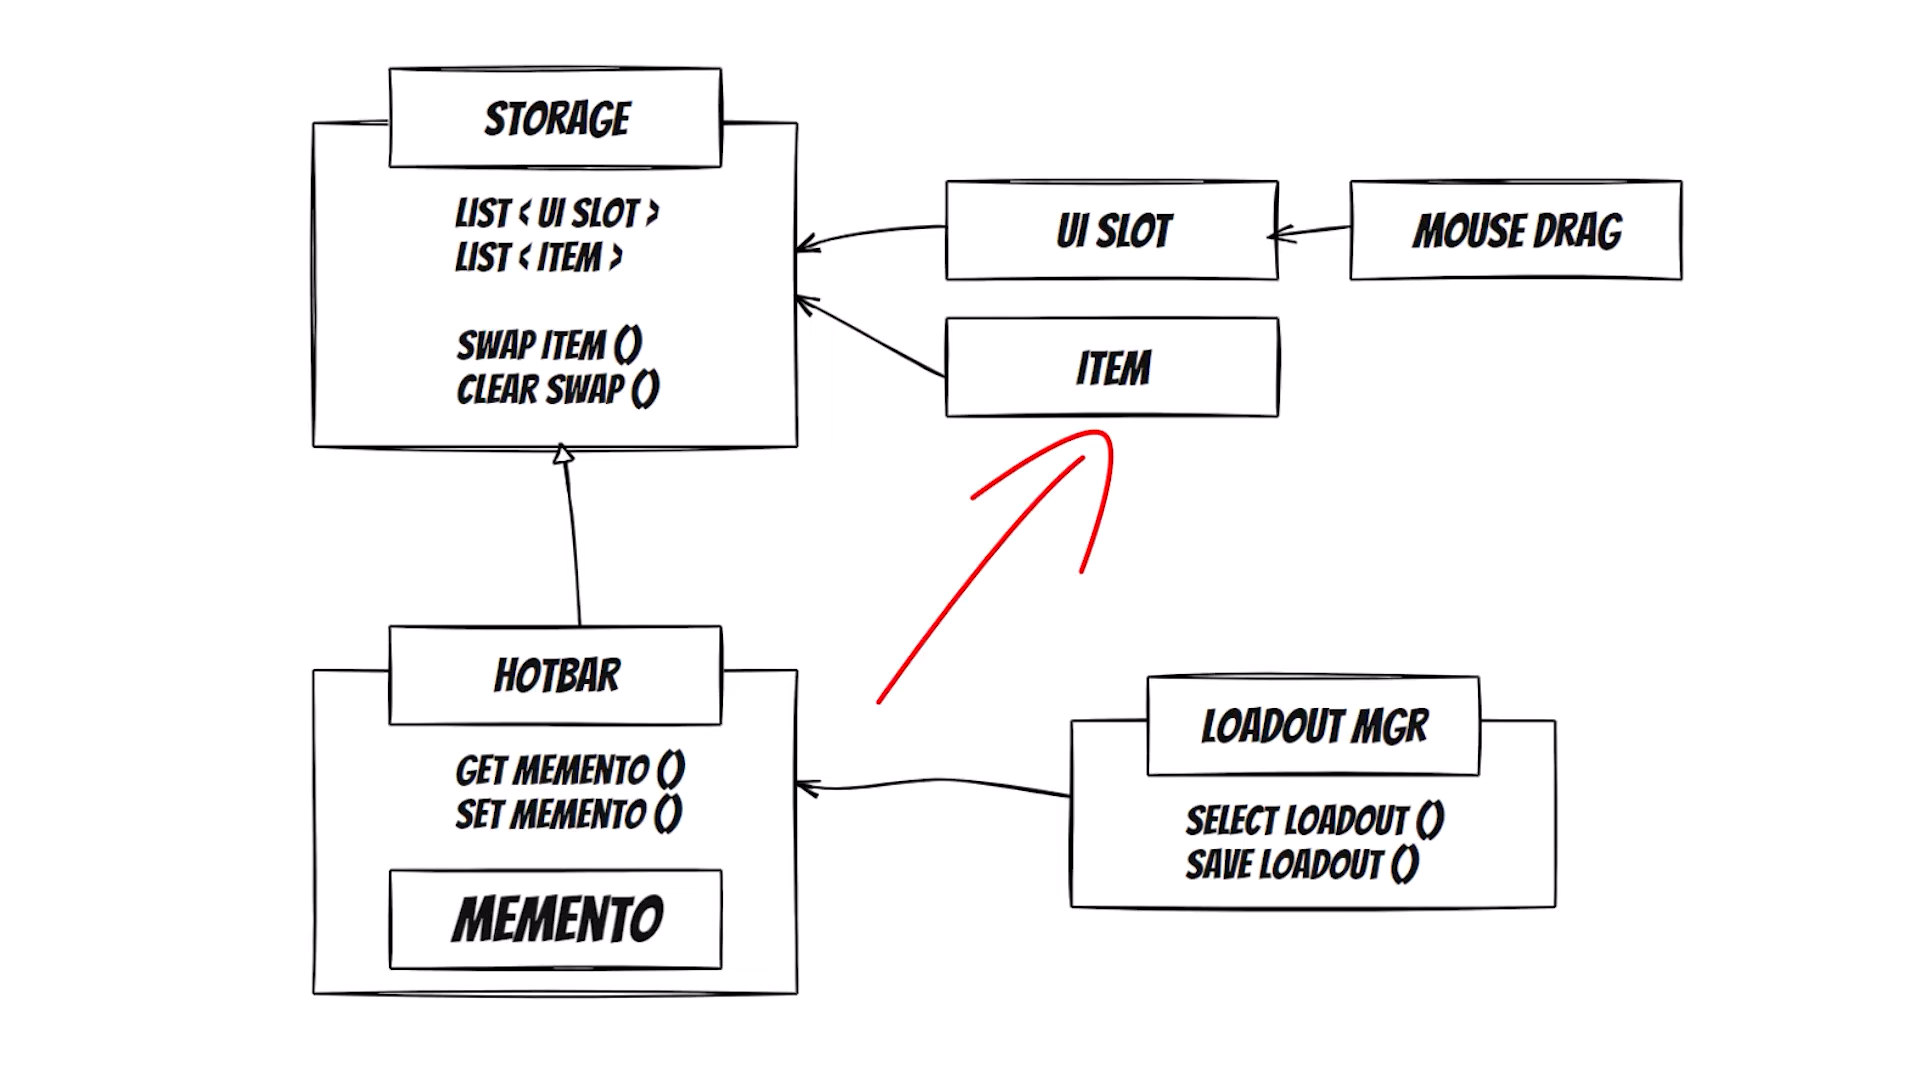 STORAGE
LIST < UI SLOT >
LIST < ITEM >
SWAP ITEM ()
CLEAR SWAP ()
UI SLOT
MOUSE DRAG
ITEM
HOTBAR
GET MEMENTO ()
SET MEMENTO ()
MEMENTO
LOADOUT MGR
SELECT LOADOUT ()
SAVE LOADOUT ()